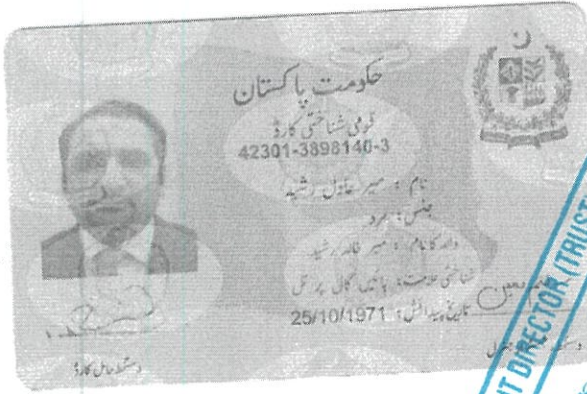 حکومت پاکستان
قومی شناختی کارڈ
42301-3898140-3
نام : میر عادل رشید
جنس : مرد
والد کا نام : میر خالد رشید
شناختی علامت: بائیں گال پر تل
تاریخ پیدائش: 25/10/1971
دستخط حامل کارڈ
NT DIRECTOR (TRUST